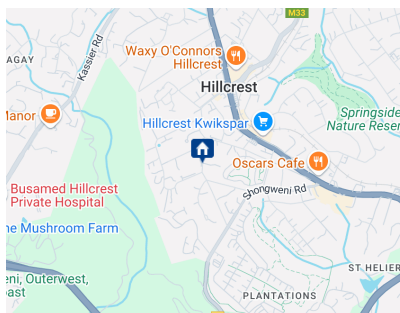 M33
Waxy O'Connors
Hillcrest
Kassier Rd
AGAY
Hillcrest
Manor
Hillcrest Kwikspar
Springside
Nature Reser
Oscars Cafe
Busamed Hillcrest
Private Hospital
Shongweni Rd
he Mushroom Farm
ST HELIER
eni, Outerwest,
oast
PLANTATIONS